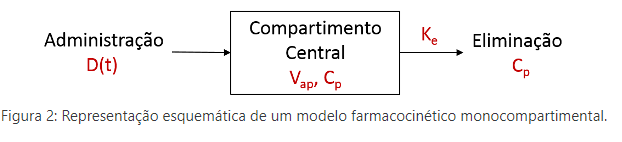 Administração
D(t)
Compartimento
Central
Vap, Cp
Ke
Eliminação
Cp
Figura 2: Representação esquemática de um modelo farmacocinético monocompartimental.